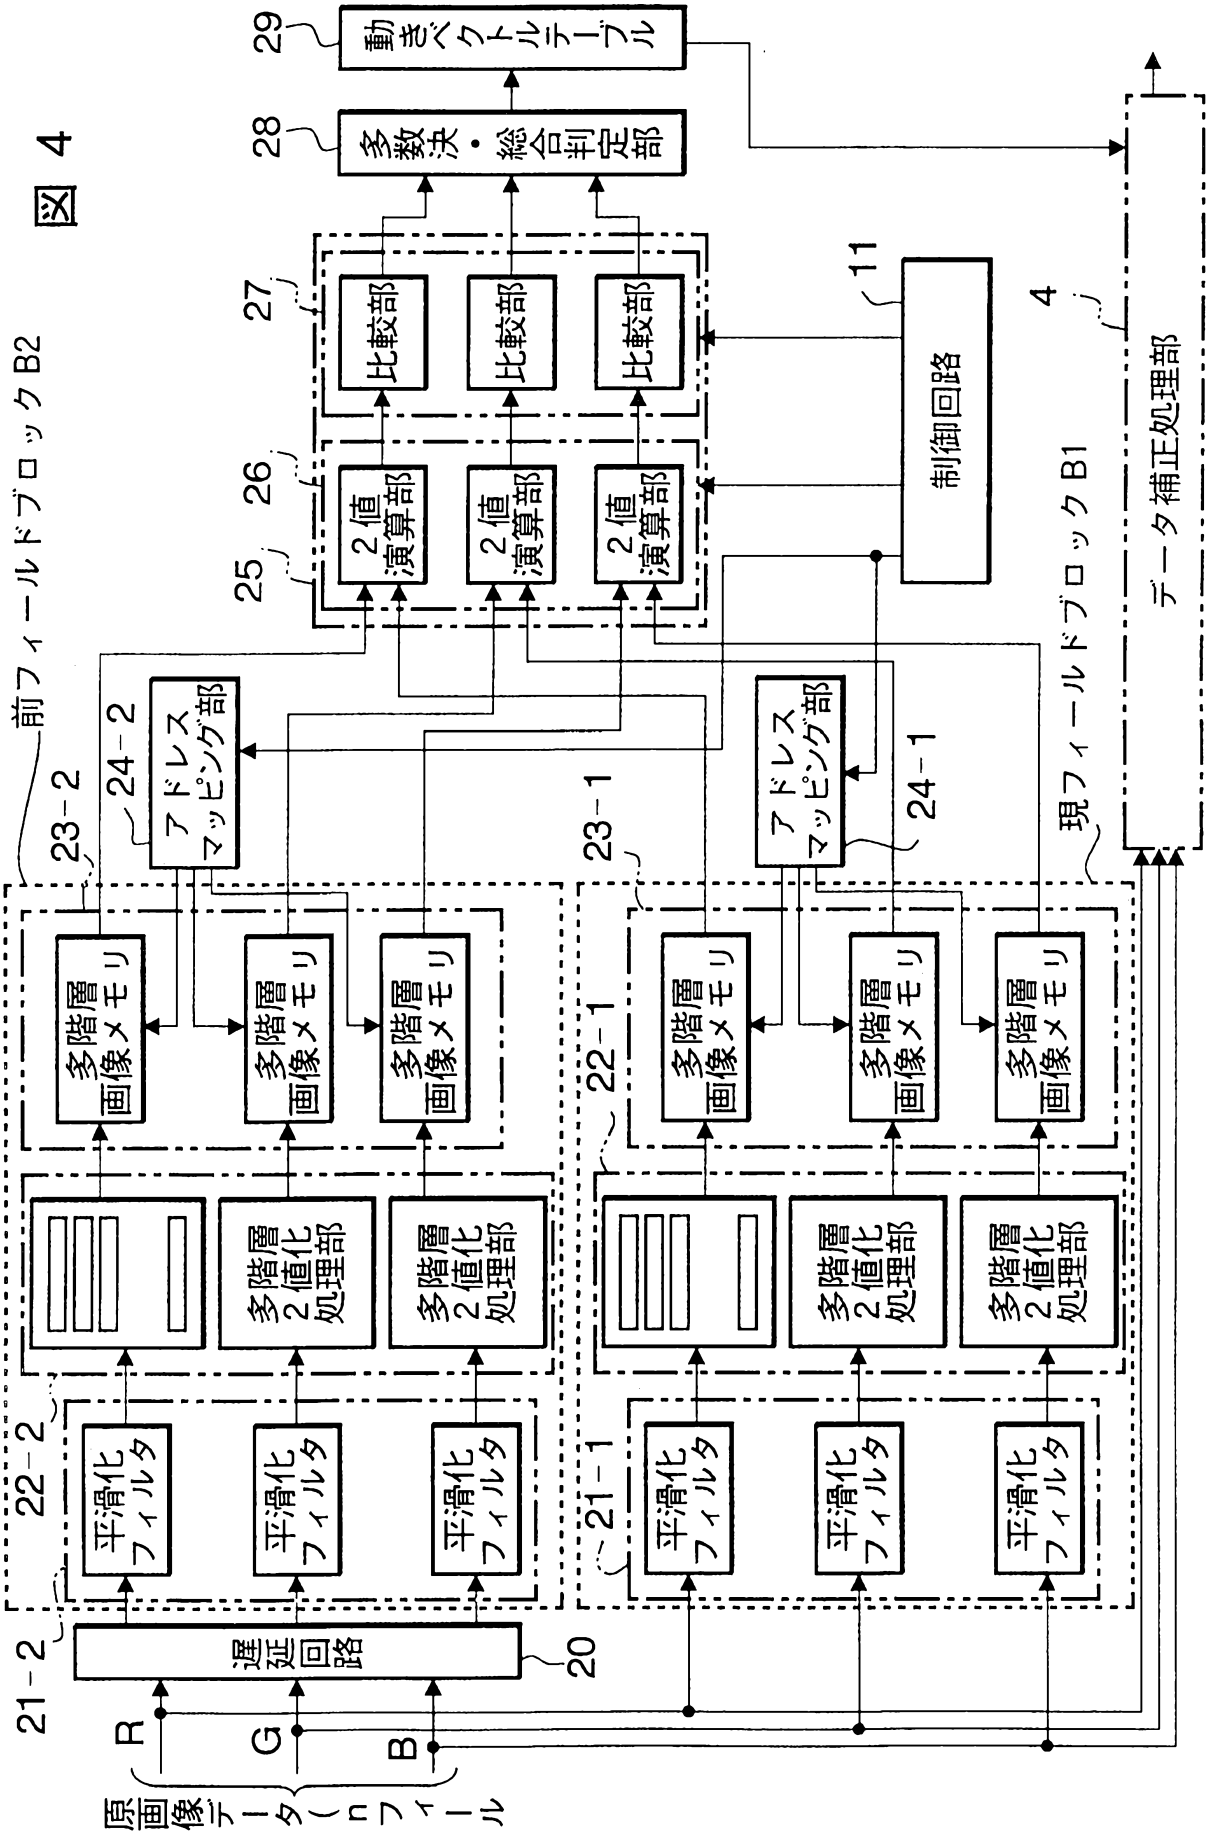 図 4
原画像データ(nフィール
R
G
B
遅延回路
20
前フィールドブロックB2
21-2
平滑化
フィルタ
平滑化
フィルタ
平滑化
フィルタ
22-2
多階層
2値化
処理部
多階層
2値化
処理部
23-2
多階層
画像メモリ
多階層
画像メモリ
多階層
画像メモリ
24-2
アドレス
マッピング部
現フィールドブロックB1
21-1
平滑化
フィルタ
平滑化
フィルタ
平滑化
フィルタ
22-1
多階層
2値化
処理部
多階層
2値化
処理部
23-1
多階層
画像メモリ
多階層
画像メモリ
多階層
画像メモリ
24-1
アドレス
マッピング部
25
26
2値
演算部
2値
演算部
2値
演算部
27
比較部
比較部
比較部
28
多数決・総合判定部
29
動きベクトルテーブル
11
制御回路
4
データ補正処理部